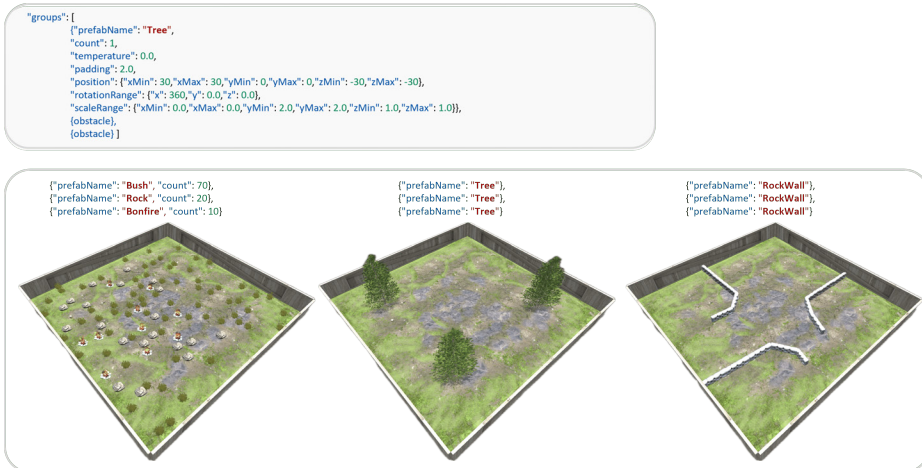 "groups": [
{"prefabName": "Tree",
"count": 1,
"temperature": 0.0,
"padding": 2.0,
"position": {"xMin": 30,"xMax": 30,"yMin": 0,"yMax": 0,"zMin": -30,"zMax": -30},
"rotationRange": {"x": 360,"y": 0.0,"z": 0.0},
"scaleRange": {"xMin": 0.0,"xMax": 0.0,"yMin": 2.0,"yMax": 2.0,"zMin": 1.0,"zMax": 1.0}},
{obstacle},
{obstacle} ]
{"prefabName": "Bush", "count": 70},
{"prefabName": "Rock", "count": 20},
{"prefabName": "Bonfire", "count": 10}
{"prefabName": "Tree"},
{"prefabName": "Tree"},
{"prefabName": "Tree"}
{"prefabName": "RockWall"},
{"prefabName": "RockWall"},
{"prefabName": "RockWall"}